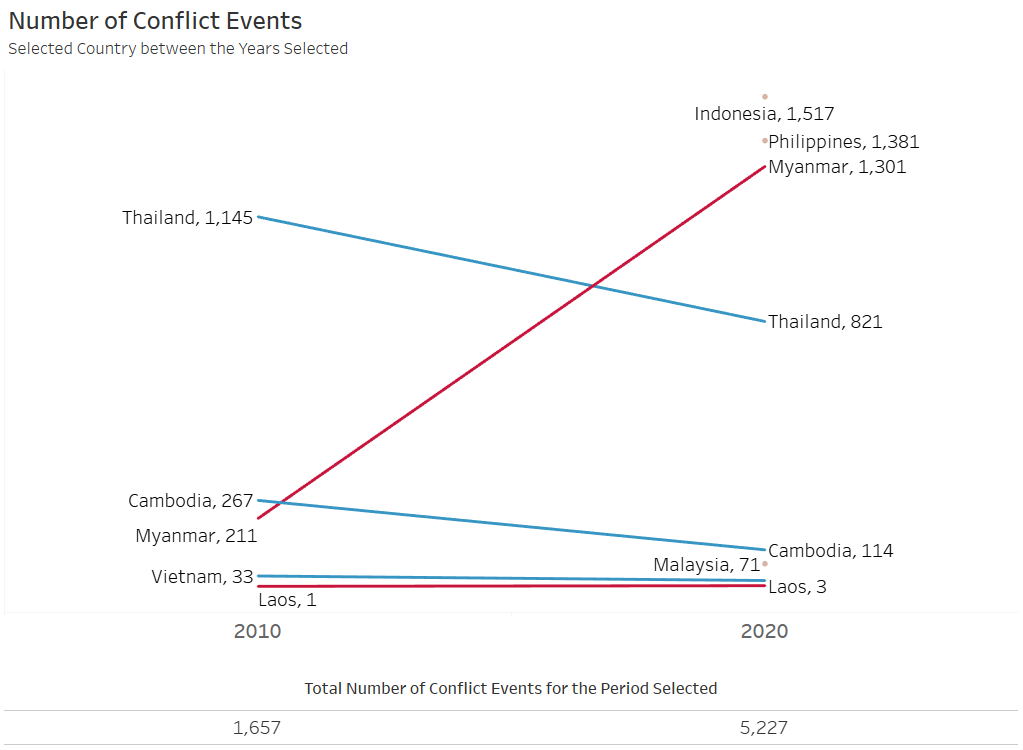 Number of Conflict Events
Selected Country between the Years Selected
Indonesia, 1,517
Philippines, 1,381
Myanmar, 1,301
Thailand, 1,145
Thailand, 821
Cambodia, 267
Myanmar, 211
Cambodia, 114
Malaysia, 71
Vietnam, 33
Laos, 3
Laos, 1
2010 2020
Total Number of Conflict Events for the Period Selected
1,657 5,227